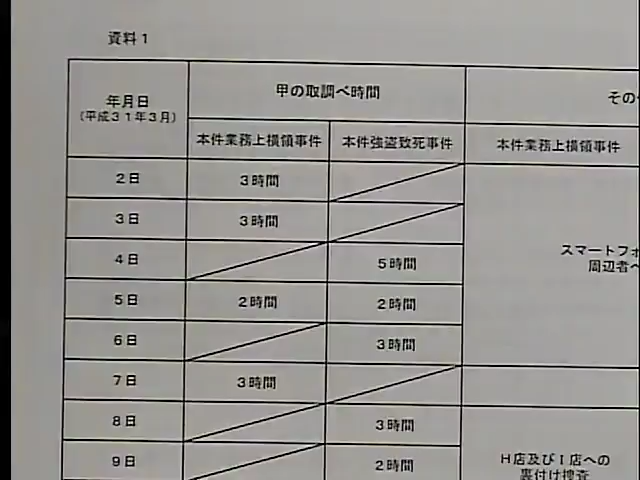 資料1
年月日
(平成31年3月)
甲の取調べ時間
その
本件業務上横領事件
本件強盗致死事件
本件業務上横領事件
2日
3時間
3日
3時間
4日
5時間
5日
2時間
2時間
6日
3時間
7日
3時間
8日
3時間
9日
2時間
スマートフォ
周辺者へ
H店及びI店への
裏付け捜査